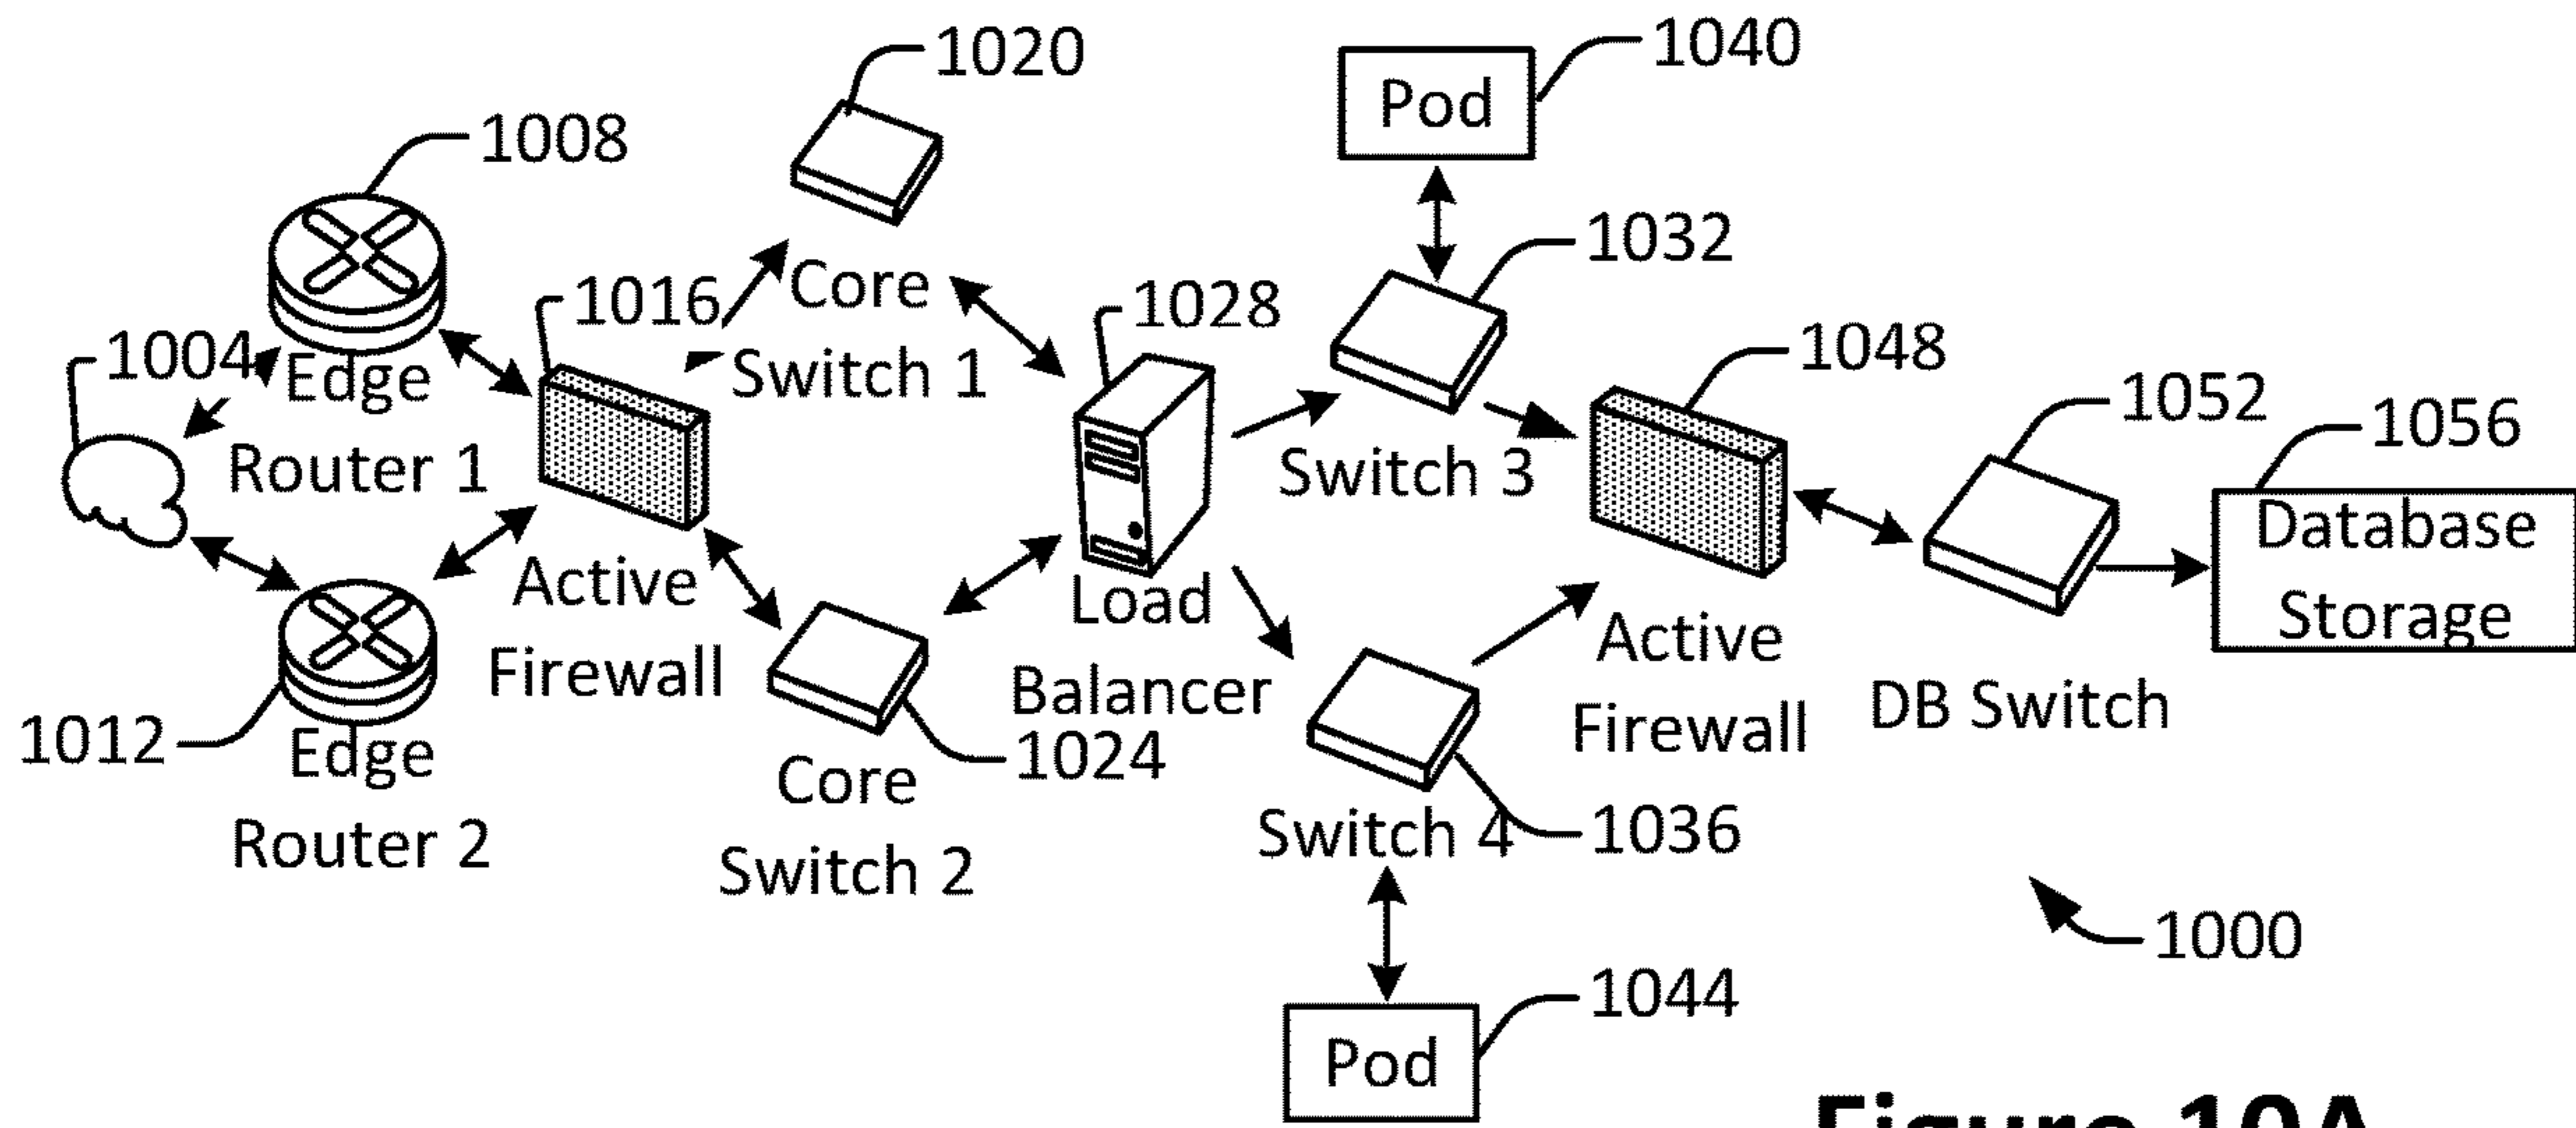 1020
1040
Pod
1008
1032
1016
Core
Switch 1
1028
1004
Edge
Router 1
1048
Switch 3
1052
1056
Database
Storage
Active
Firewall
Load
Balancer
Active
Firewall
DB Switch
1012
Edge
Router 2
1024
Core
Switch 2
Switch 4
1036
1000
1044
Pod
Figure 10A